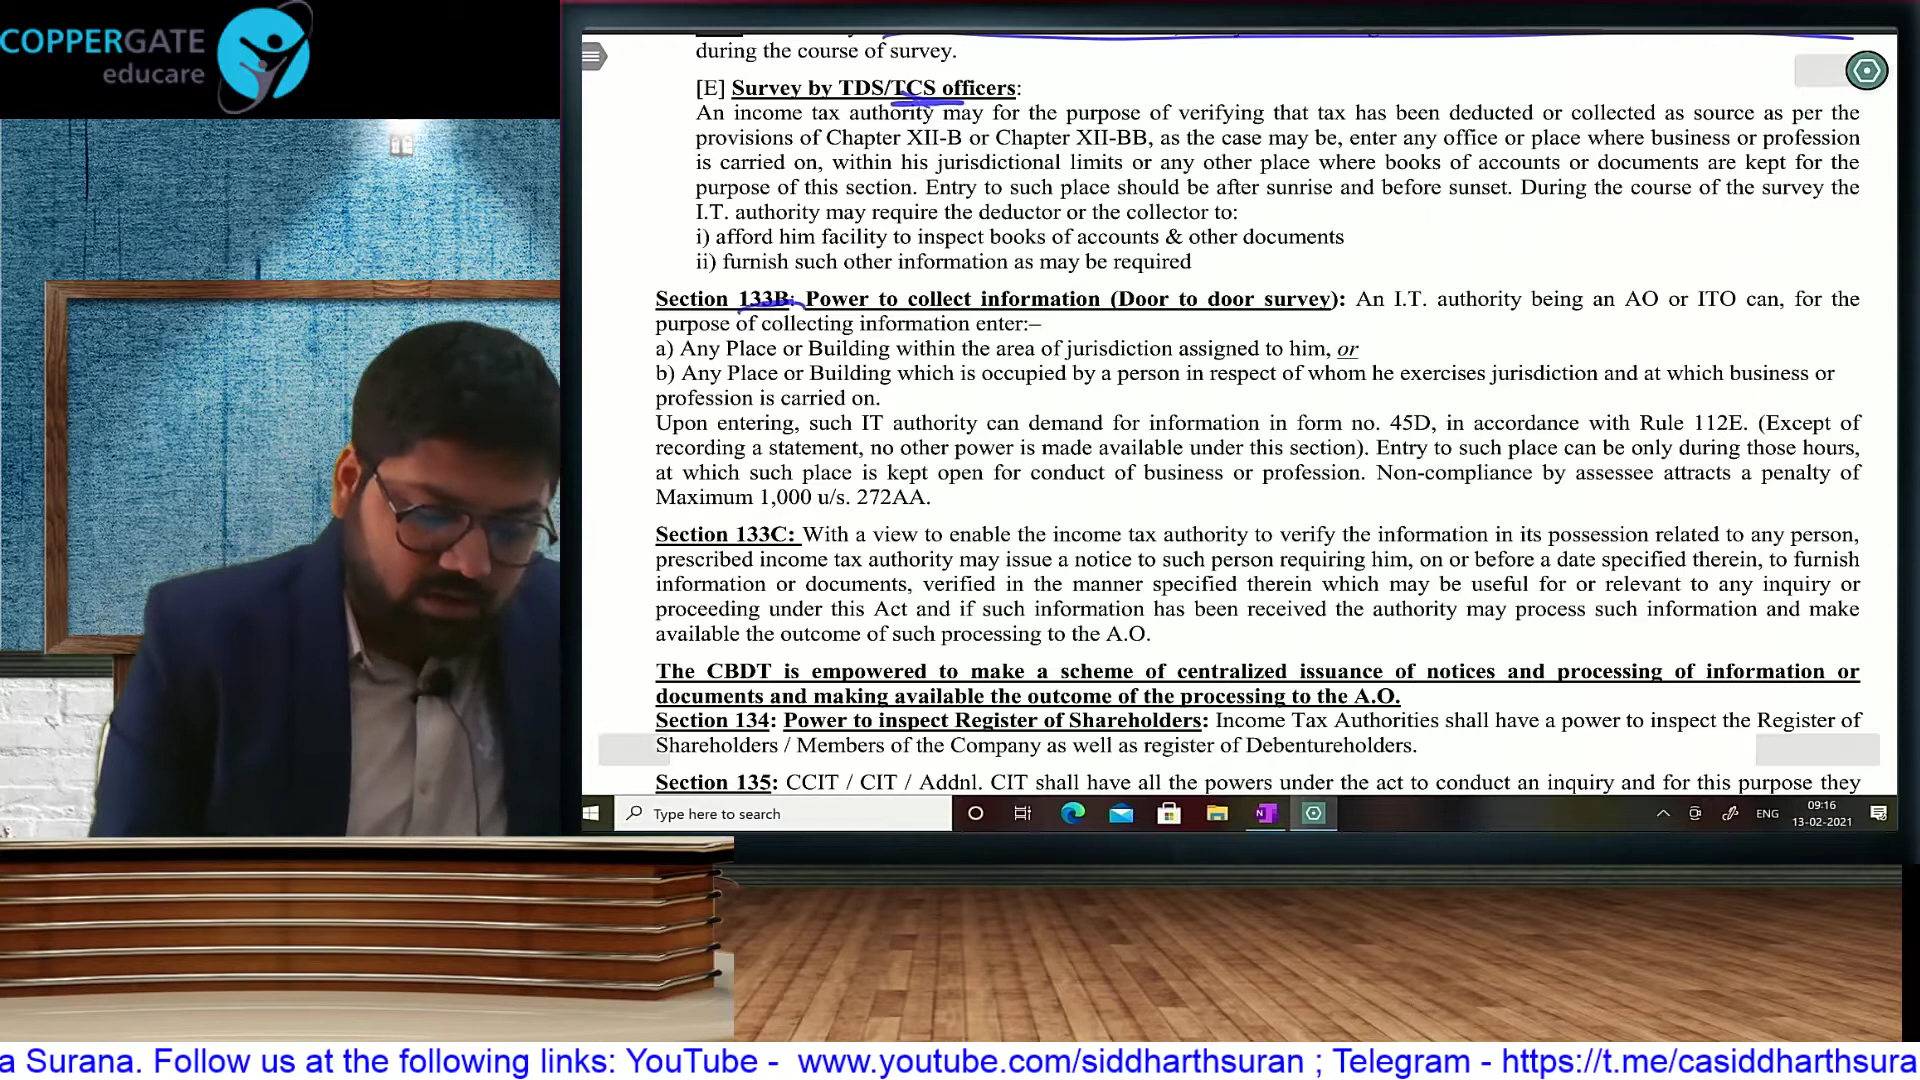 COPPERGATE
educare
during the course of survey.
[E] Survey by TDS/TCS officers:
An income tax authority may for the purpose of verifying that tax has been deducted or collected as source as per the
provisions of Chapter XII-B or Chapter XII-BB, as the case may be, enter any office or place where business or profession
is carried on, within his jurisdictional limits or any other place where books of accounts or documents are kept for the
purpose of this section. Entry to such place should be after sunrise and before sunset. During the course of the survey the
I.T. authority may require the deductor or the collector to:
i) afford him facility to inspect books of accounts & other documents
ii) furnish such other information as may be required
Section 133B: Power to collect information (Door to door survey): An I.T. authority being an AO or ITO can, for the
purpose of collecting information enter:–
a) Any Place or Building within the area of jurisdiction assigned to him, or
b) Any Place or Building which is occupied by a person in respect of whom he exercises jurisdiction and at which business or
profession is carried on.
Upon entering, such IT authority can demand for information in form no. 45D, in accordance with Rule 112E. (Except of
recording a statement, no other power is made available under this section). Entry to such place can be only during those hours,
at which such place is kept open for conduct of business or profession. Non-compliance by assessee attracts a penalty of
Maximum 1,000 u/s. 272AA.
Section 133C: With a view to enable the income tax authority to verify the information in its possession related to any person,
prescribed income tax authority may issue a notice to such person requiring him, on or before a date specified therein, to furnish
information or documents, verified in the manner specified therein which may be useful for or relevant to any inquiry or
proceeding under this Act and if such information has been received the authority may process such information and make
available the outcome of such processing to the A.O.
The CBDT is empowered to make a scheme of centralized issuance of notices and processing of information or
documents and making available the outcome of the processing to the A.O.
Section 134: Power to inspect Register of Shareholders: Income Tax Authorities shall have a power to inspect the Register of
Shareholders / Members of the Company as well as register of Debentureholders.
Section 135: CCIT / CIT / Addnl. CIT shall have all the powers under the act to conduct an inquiry and for this purpose they
Type here to search
ENG
09:16
13-02-2021
a Surana. Follow us at the following links: YouTube - www.youtube.com/siddharthsuran ; Telegram - https://t.me/casiddharthsura